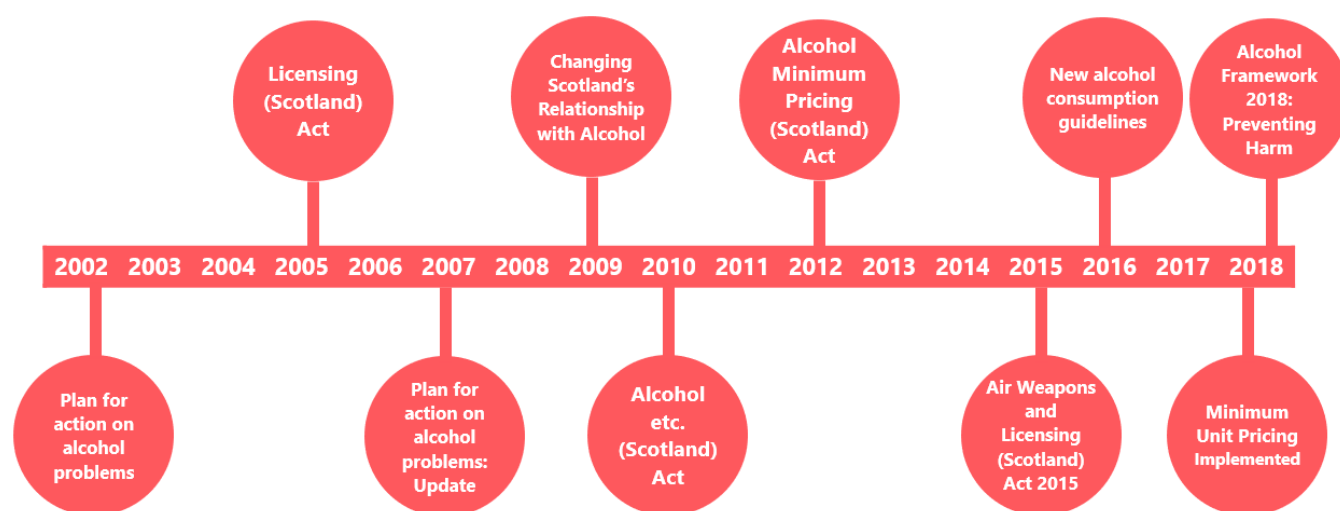 Licensing
(Scotland)
Act
Changing
Scotland's
Relationship
with Alcohol
Alcohol
Minimum
Pricing
(Scotland)
Act
New alcohol
consumption
guidelines
Alcohol
Framework
2018:
Preventing
Harm
2002 2003 2004 2005 2006 2007 2008 2009 2010 2011 2012 2013 2014 2015 2016 2017 2018
Plan for
action on
alcohol
problems
Plan for
action on
alcohol
problems:
Update
Alcohol
etc.
(Scotland)
Act
Air Weapons
and
Licensing
(Scotland)
Act 2015
Minimum
Unit Pricing
Implemented